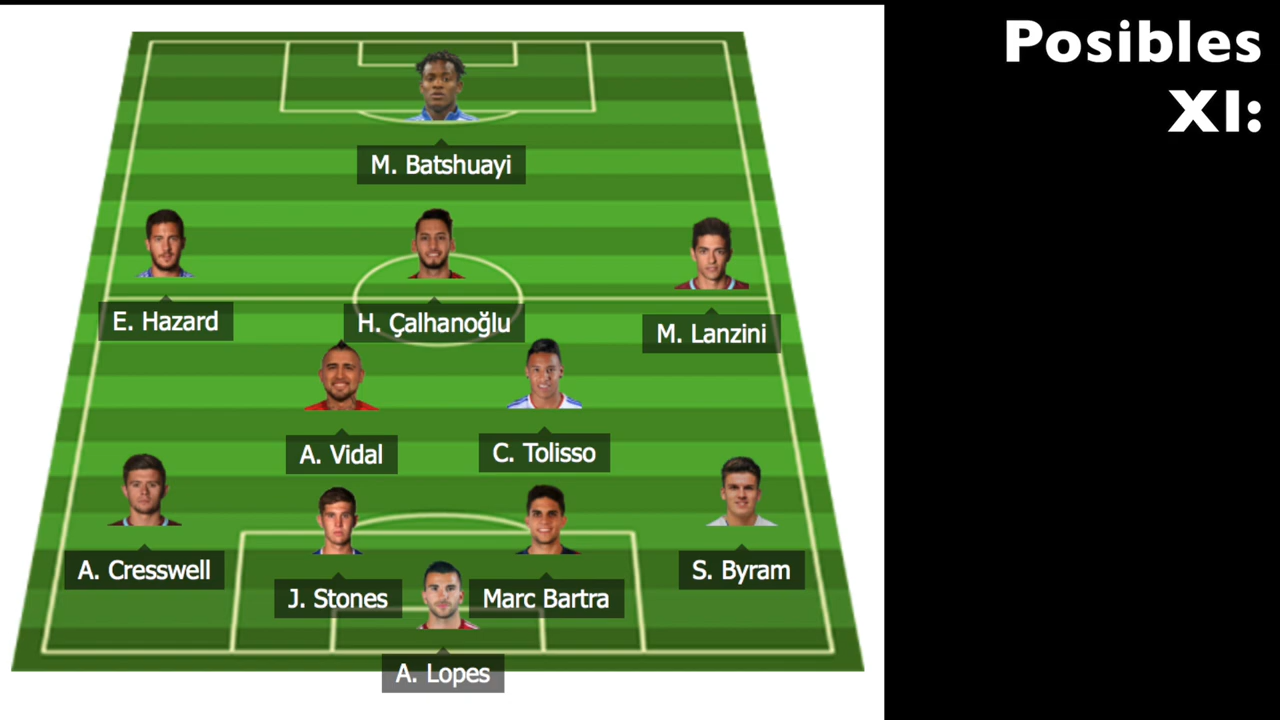 Posibles
XI:
M. Batshuayi
E. Hazard
H. Çalhanoğlu
M. Lanzini
A. Vidal
C. Tolisso
A. Cresswell
J. Stones
Marc Bartra
S. Byram
A. Lopes